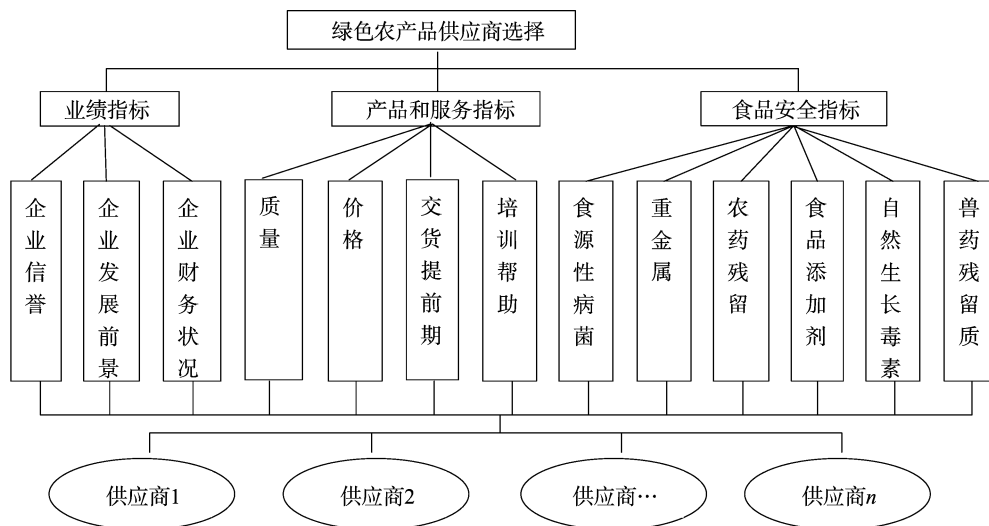 绿色农产品供应商选择
业绩指标
产品和服务指标
食品安全指标
企业信誉
企业发展前景
企业财务状况
质量
价格
交货提前期
培训帮助
食源性病菌
重金属
农药残留
食品添加剂
自然生长毒素
兽药残留质
供应商1
供应商2
供应商…
供应商n